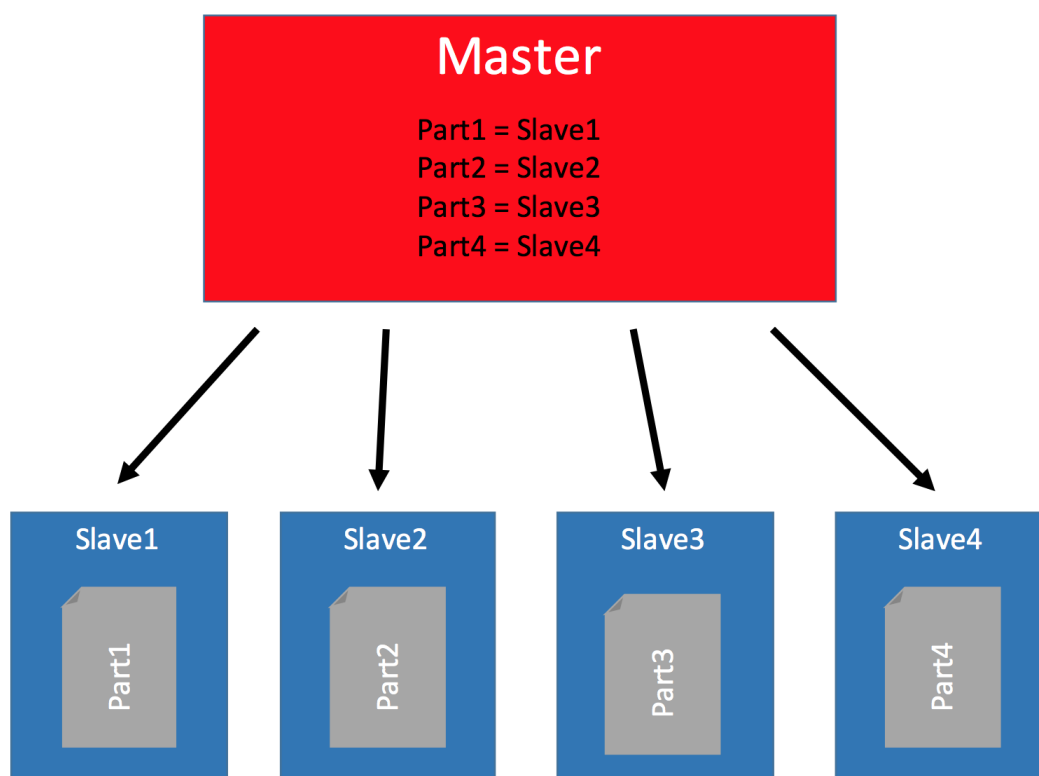 Master
Part1 = Slave1
Part2 = Slave2
Part3 = Slave3
Part4 = Slave4
Slave1
Part1
Slave2
Part2
Slave3
Part3
Slave4
Part4